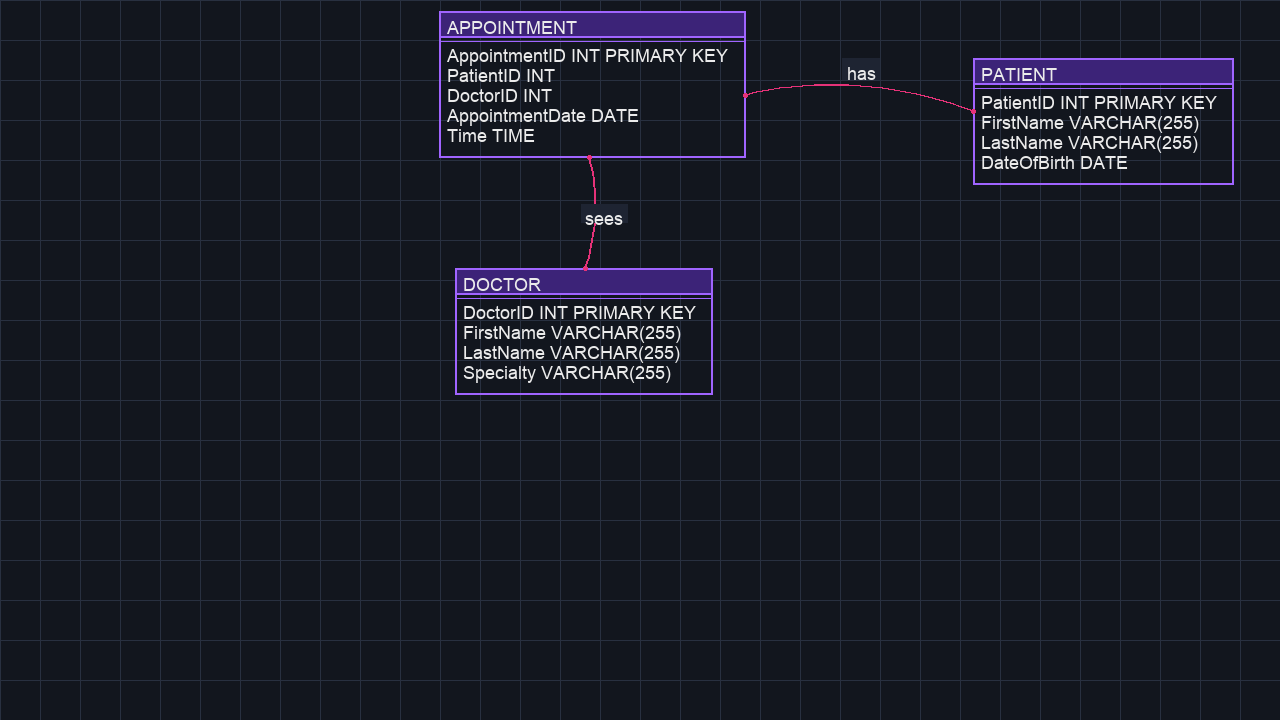 APPOINTMENT
AppointmentID INT PRIMARY KEY
PatientID INT
DoctorID INT
AppointmentDate DATE
Time TIME
has
PATIENT
PatientID INT PRIMARY KEY
FirstName VARCHAR(255)
LastName VARCHAR(255)
DateOfBirth DATE
sees
DOCTOR
DoctorID INT PRIMARY KEY
FirstName VARCHAR(255)
LastName VARCHAR(255)
Specialty VARCHAR(255)